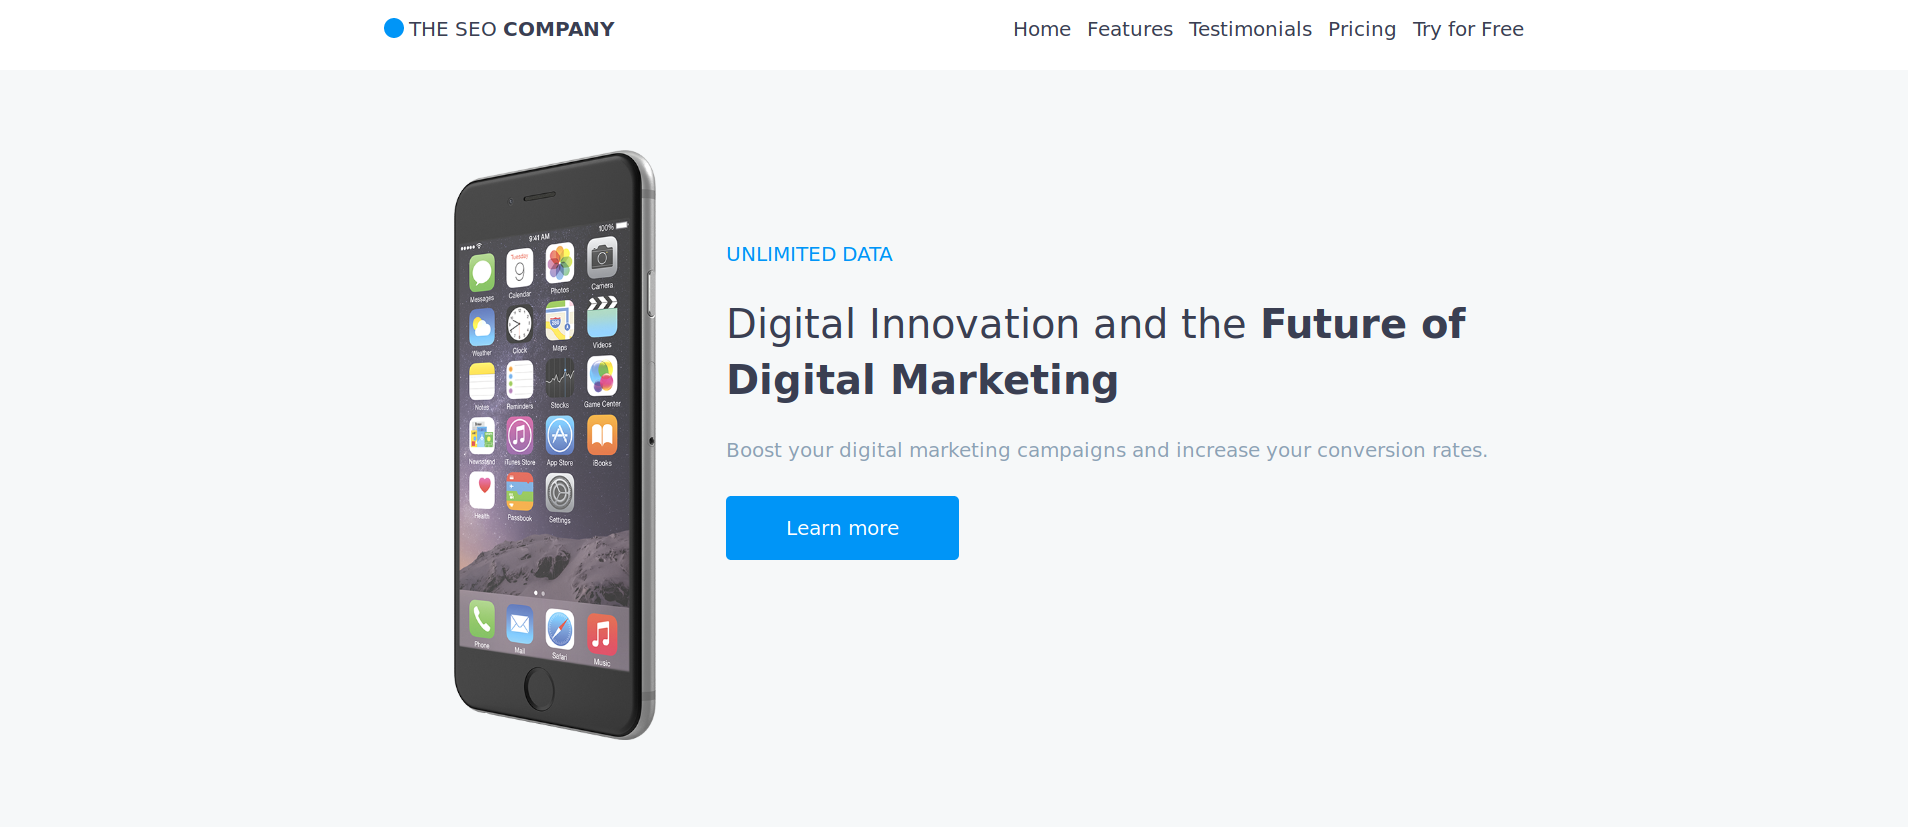 THE SEO COMPANY
Home Features Testimonials Pricing Try for Free
9:41 AM 100%
Messages Calendar Photos Camera
Tuesday
9
Weather Clock Maps Videos
280
Notes Reminders Stocks Game Center
Newsstand iTunes Store App Store iBooks
Health Passbook Settings
Phone Mail Safari Music
UNLIMITED DATA
Digital Innovation and the Future of
Digital Marketing
Boost your digital marketing campaigns and increase your conversion rates.
Learn more